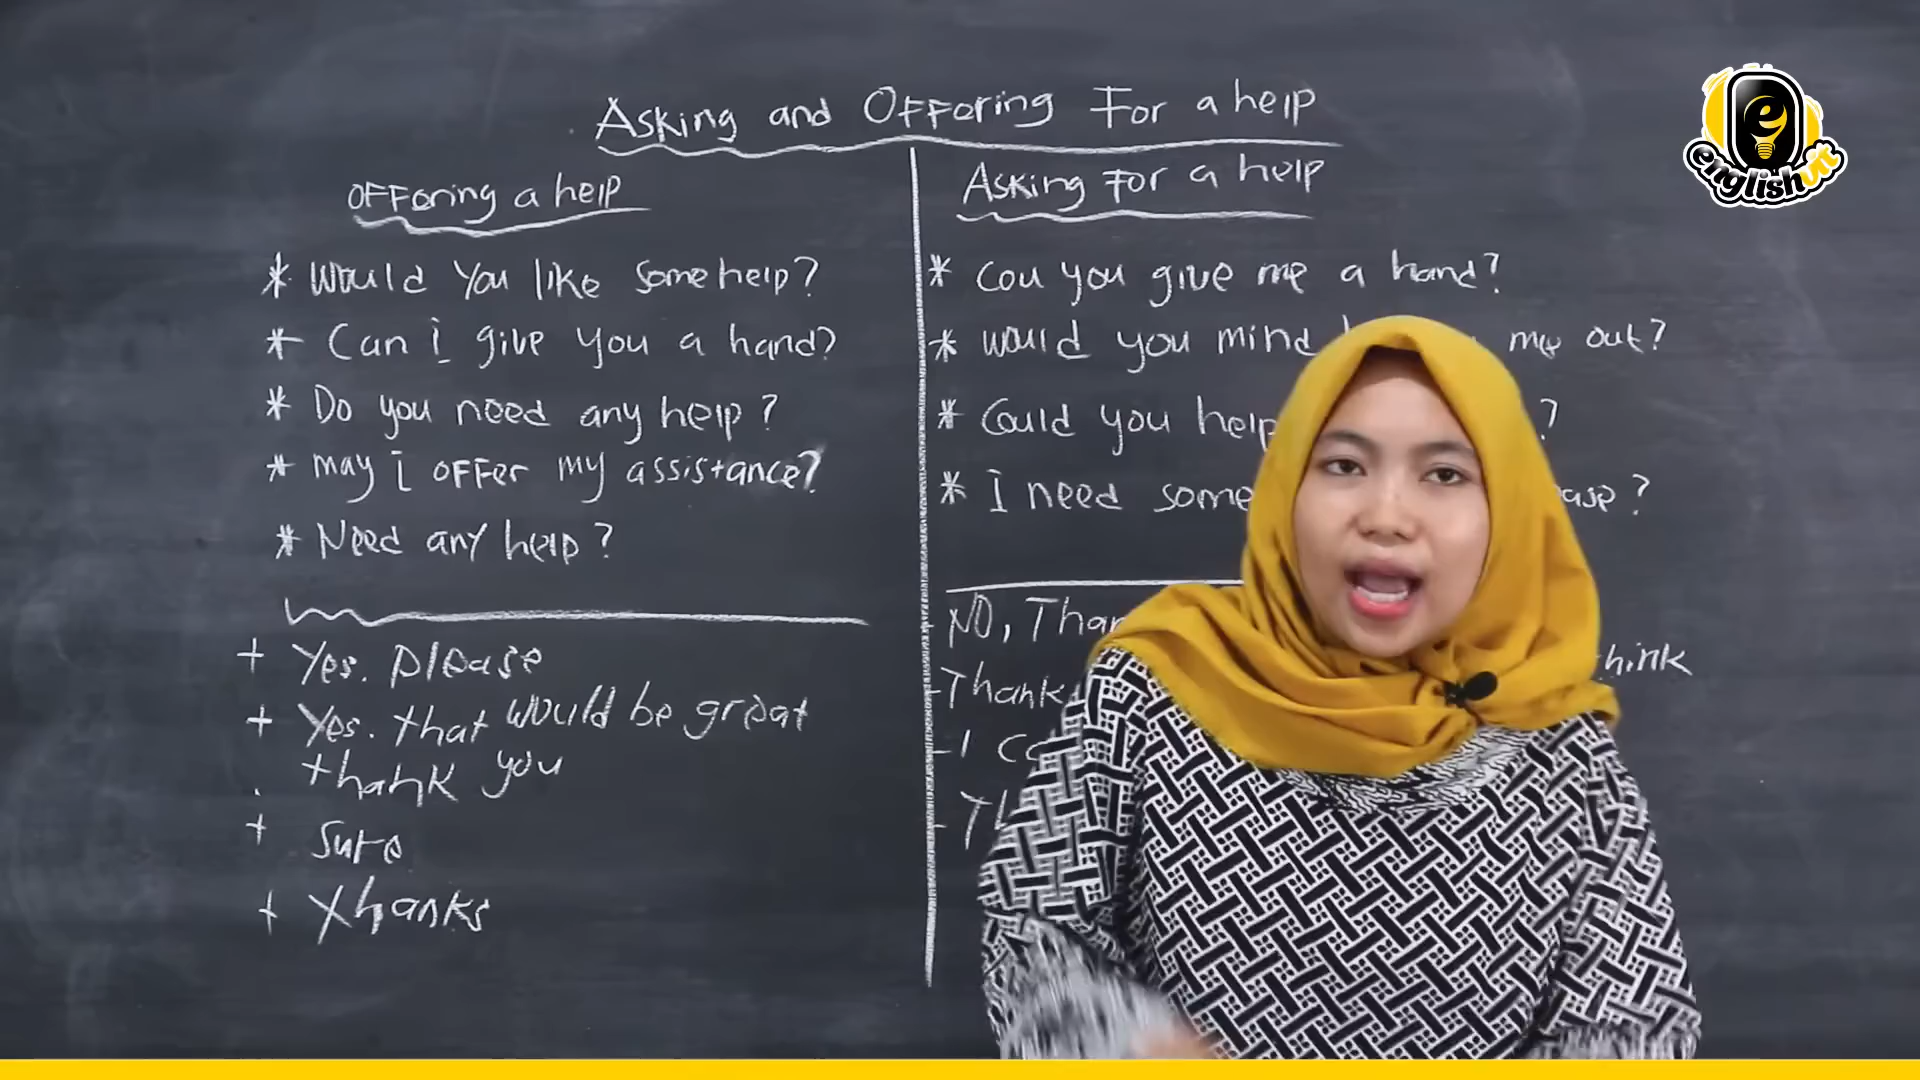 Asking and Offering For a help
Offering a help
* Would You like some help?
* Can i give you a hand?
* Do you need any help?
* may i offer my assistance?
* Need any help?
+ Yes. please
+ Yes. that would be great
thank you
+ sure
+ Thanks
Asking For a help
* Cou you give me a hand?
* would you mind me out?
* Could you help ?
* I need some ?
- NO,
- Thank think
- I
englishvit